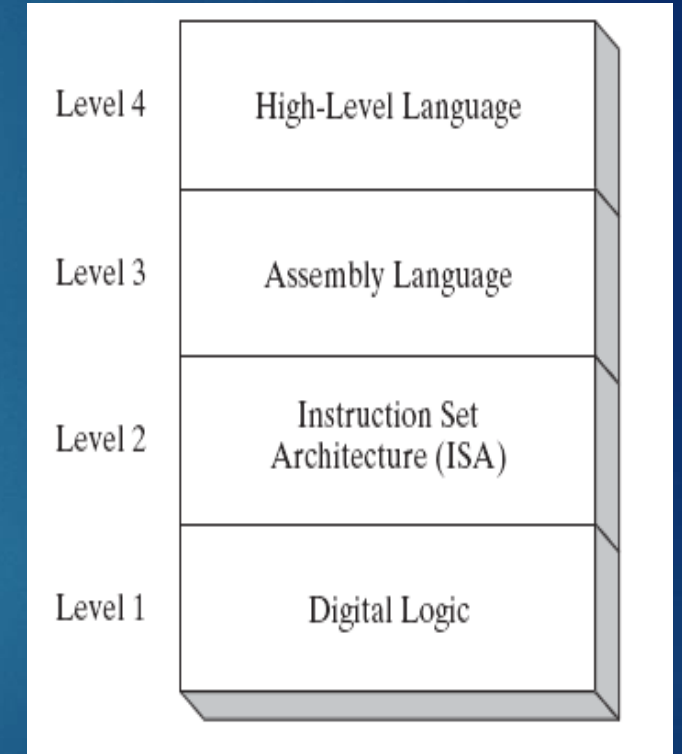 Level 4
High-Level Language
Level 3
Assembly Language
Level 2
Instruction Set
Architecture (ISA)
Level 1
Digital Logic